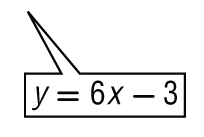 y = 6x − 3